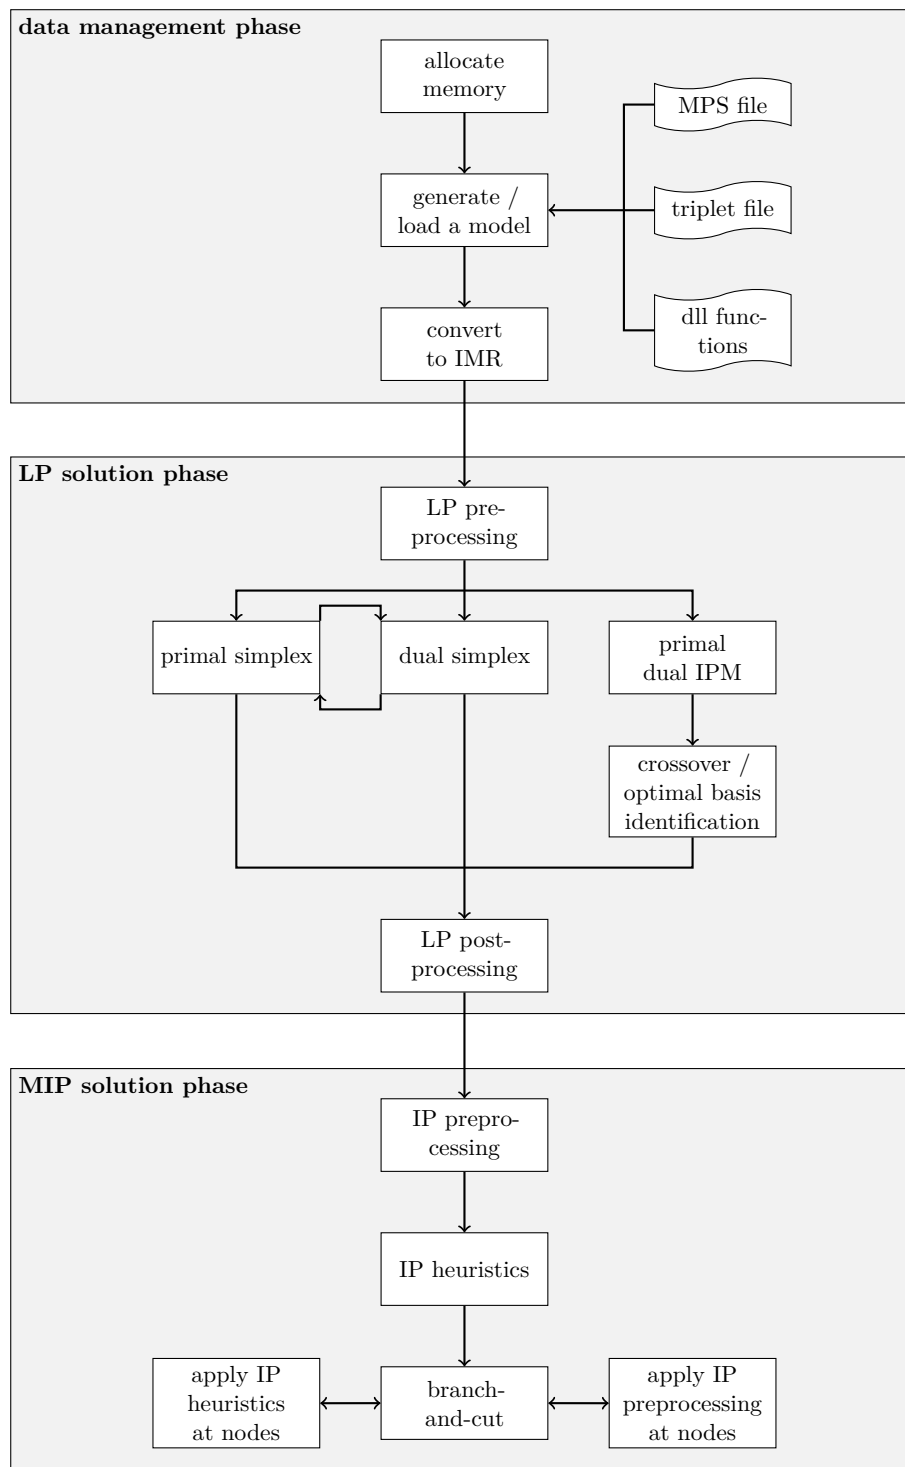 data management phase
allocate
memory
MPS file
generate /
load a model
triplet file
convert
to IMR
dll func-
tions
LP solution phase
LP pre-
processing
primal simplex
dual simplex
primal
dual IPM
crossover /
optimal basis
identification
LP post-
processing
MIP solution phase
IP prepro-
cessing
IP heuristics
apply IP
heuristics
at nodes
branch-
and-cut
apply IP
preprocessing
at nodes